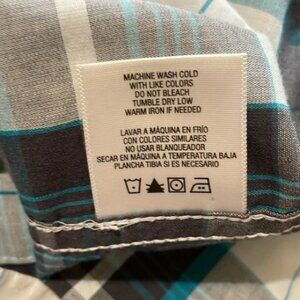 MACHINE WASH COLD
WITH LIKE COLORS
DO NOT BLEACH
TUMBLE DRY LOW
WARM IRON IF NEEDED
LAVAR A MÁQUINA EN FRÍO
CON COLORES SIMILARES
NO USAR BLANQUEADOR
SECAR EN MÁQUINA A TEMPERATURA BAJA
PLANCHA TIBIA SI ES NECESARIO